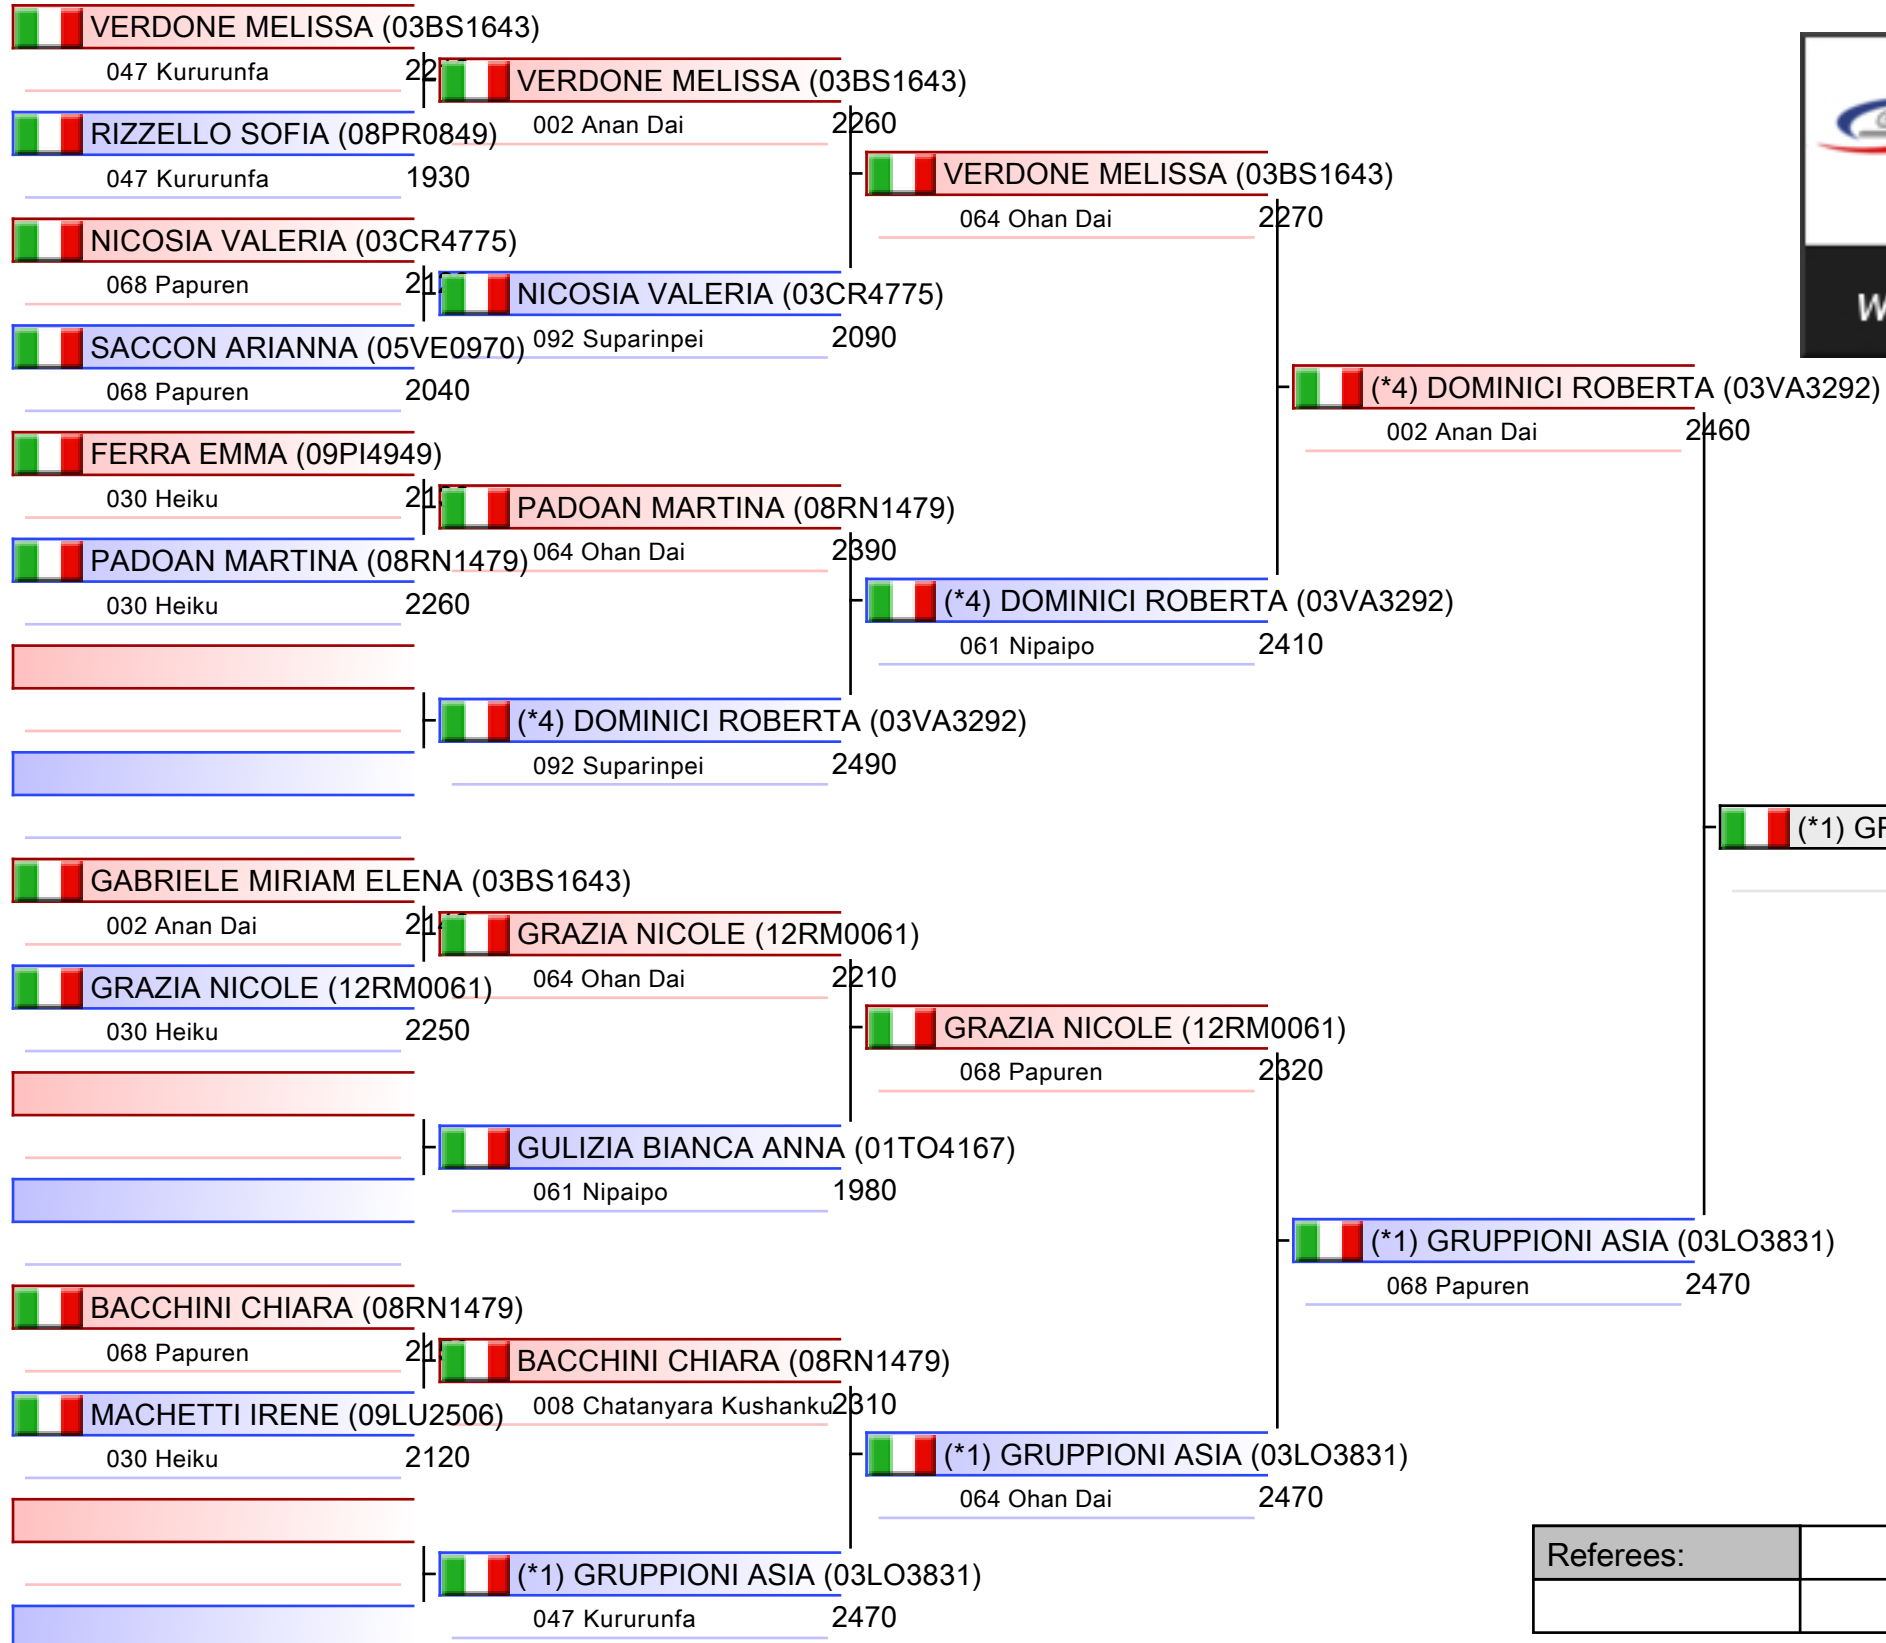 VERDONE MELISSA (03BS1643)
047 Kururunfa
RIZZELLO SOFIA (08PR0849)
047 Kururunfa 1930
NICOSIA VALERIA (03CR4775)
068 Papuren
SACCON ARIANNA (05VE0970)
068 Papuren 2040
FERRA EMMA (09PI4949)
030 Heiku
PADOAN MARTINA (08RN1479)
030 Heiku 2260
GABRIELE MIRIAM ELENA (03BS1643)
002 Anan Dai
GRAZIA NICOLE (12RM0061)
030 Heiku 2250
BACCHINI CHIARA (08RN1479)
068 Papuren
MACHETTI IRENE (09LU2506)
030 Heiku 2120
VERDONE MELISSA (03BS1643)
002 Anan Dai 2260
NICOSIA VALERIA (03CR4775)
092 Suparinpei 2090
PADOAN MARTINA (08RN1479)
064 Ohan Dai 2390
(*4) DOMINICI ROBERTA (03VA3292)
092 Suparinpei 2490
GRAZIA NICOLE (12RM0061)
064 Ohan Dai 2210
GULIZIA BIANCA ANNA (01TO4167)
061 Nipaipo 1980
BACCHINI CHIARA (08RN1479)
008 Chatanyara Kushanku 2310
(*1) GRUPPIONI ASIA (03LO3831)
047 Kururunfa 2470
VERDONE MELISSA (03BS1643)
064 Ohan Dai 2270
(*4) DOMINICI ROBERTA (03VA3292)
061 Nipaipo 2410
GRAZIA NICOLE (12RM0061)
068 Papuren 2320
(*1) GRUPPIONI ASIA (03LO3831)
064 Ohan Dai 2470
(*4) DOMINICI ROBERTA (03VA3292)
002 Anan Dai 2460
(*1) GRUPPIONI ASIA (03LO3831)
068 Papuren 2470
(*1)
Referees: